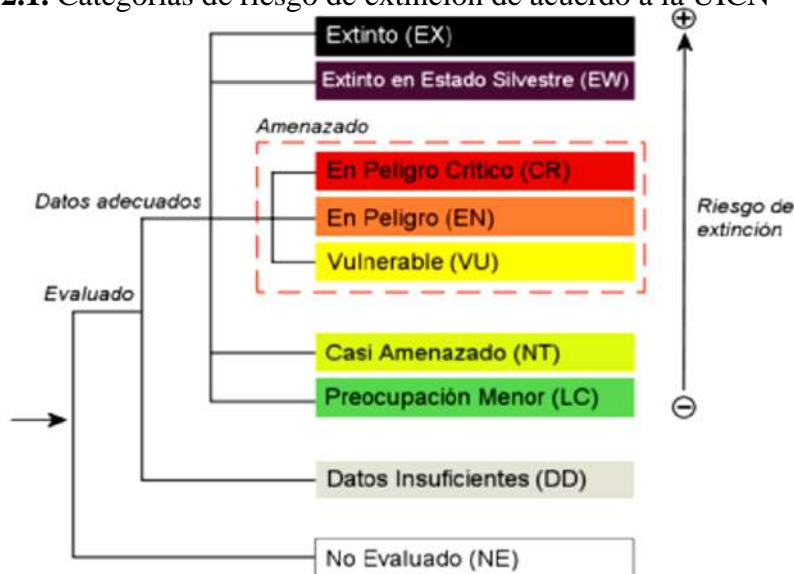 2.1. Categorías de riesgo de extinción de acuerdo a la UICN
Extinto (EX)
Extinto en Estado Silvestre (EW)
Amenazado
En Peligro Crítico (CR)
Datos adecuados
En Peligro (EN)
Riesgo de
extinción
Vulnerable (VU)
Evaluado
Casi Amenazado (NT)
Preocupación Menor (LC)
Datos Insuficientes (DD)
No Evaluado (NE)